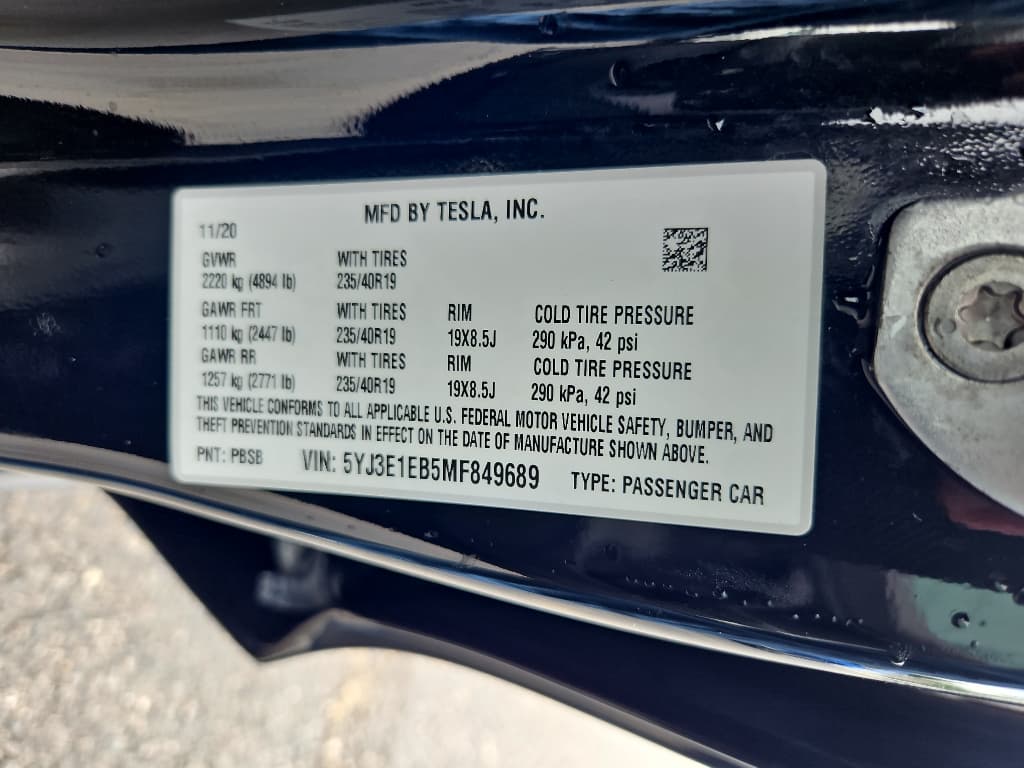 MFD BY TESLA, INC.
11/20
GVWR WITH TIRES
2220 kg (4894 lb) 235/40R19
GAWR FRT WITH TIRES RIM COLD TIRE PRESSURE
1110 kg (2447 lb) 235/40R19 19X8.5J 290 kPa, 42 psi
GAWR RR WITH TIRES RIM COLD TIRE PRESSURE
1257 kg (2771 lb) 235/40R19 19X8.5J 290 kPa, 42 psi
THIS VEHICLE CONFORMS TO ALL APPLICABLE U.S. FEDERAL MOTOR VEHICLE SAFETY, BUMPER, AND
THEFT PREVENTION STANDARDS IN EFFECT ON THE DATE OF MANUFACTURE SHOWN ABOVE.
PNT: PBSB VIN: 5YJ3E1EB5MF849689 TYPE: PASSENGER CAR